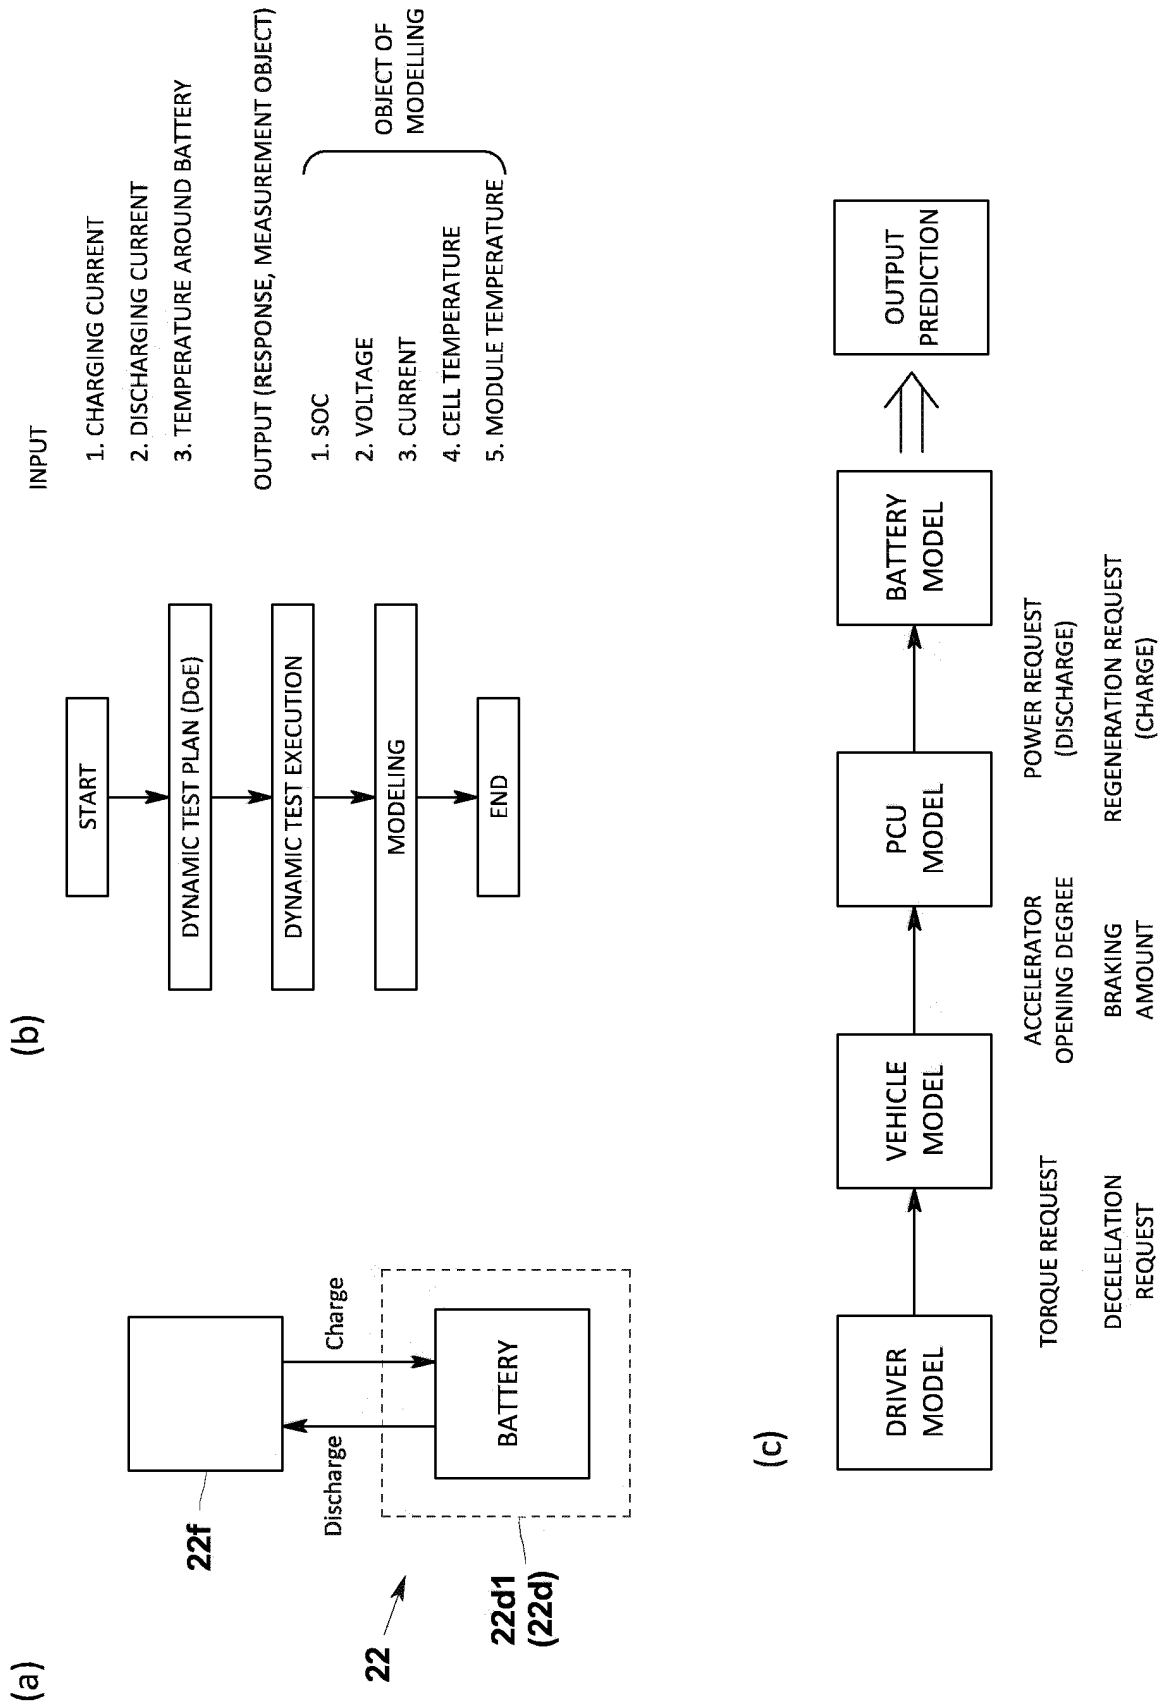 (a)
22f
Discharge
Charge
BATTERY
22
22d1
(22d)
(b)
START
DYNAMIC TEST PLAN (DoE)
DYNAMIC TEST EXECUTION
MODELING
END
INPUT
1. CHARGING CURRENT
2. DISCHARGING CURRENT
3. TEMPERATURE AROUND BATTERY
OUTPUT (RESPONSE, MEASUREMENT OBJECT)
1. SOC
2. VOLTAGE
3. CURRENT
4. CELL TEMPERATURE
5. MODULE TEMPERATURE
OBJECT OF
MODELLING
(c)
DRIVER
MODEL
TORQUE REQUEST
DECELELATION
REQUEST
VEHICLE
MODEL
ACCELERATOR
OPENING DEGREE
BRAKING
AMOUNT
PCU
MODEL
POWER REQUEST
(DISCHARGE)
REGENERATION REQUEST
(CHARGE)
BATTERY
MODEL
OUTPUT
PREDICTION